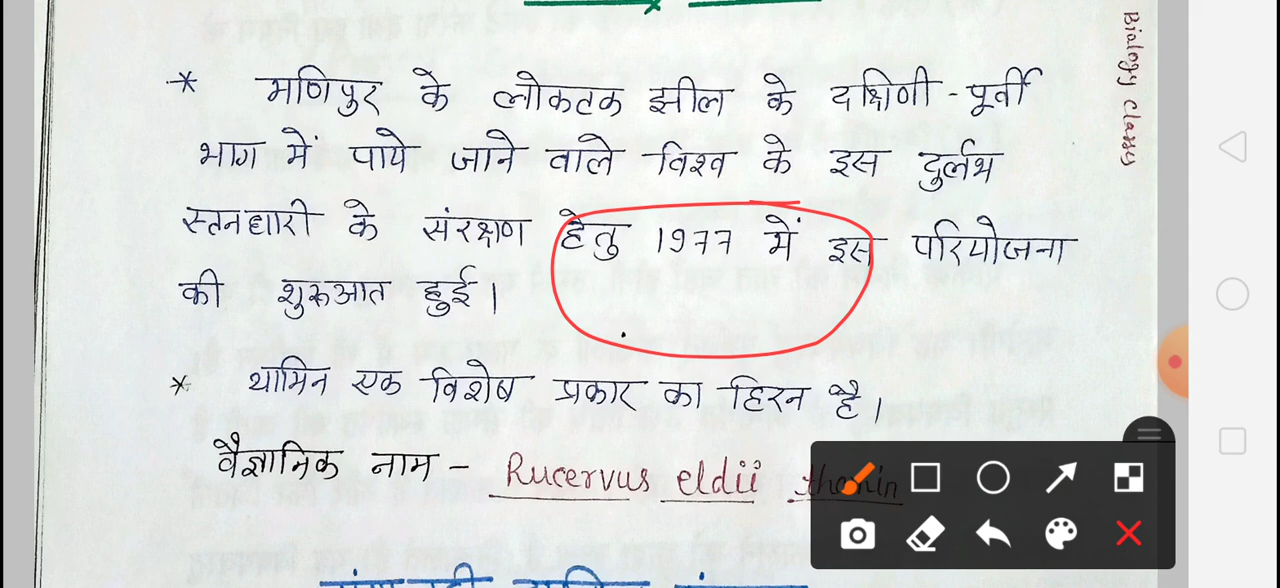 * मणिपुर के लोकटक झील के दक्षिणी - पूर्वी
भाग में पाये जाने वाले विश्व के इस दुर्लभ
स्तनधारी के संरक्षण हेतु 1977 में इस परियोजना
की शुरूआत हुई।
* थामिन एक विशेष प्रकार का हिरन है।
वैज्ञानिक नाम - Rucervus eldii thamin
Biology Classes